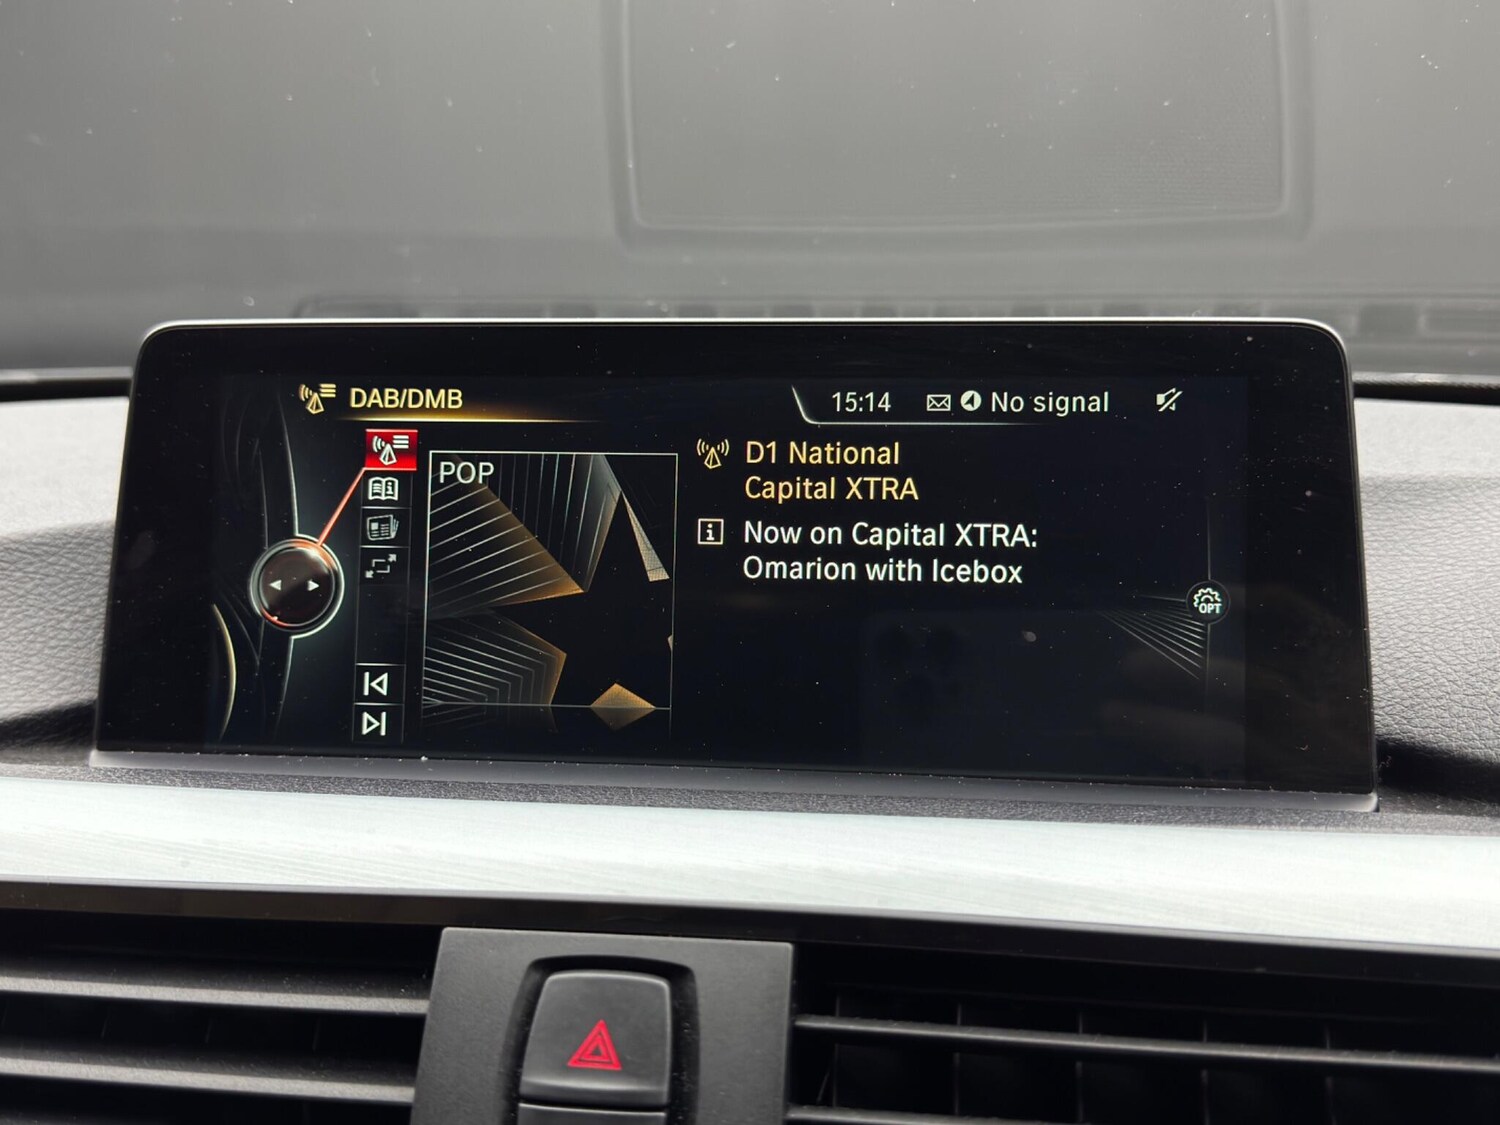 DAB/DMB
15:14
No signal
POP
D1 National
Capital XTRA
Now on Capital XTRA:
Omarion with Icebox
OPT